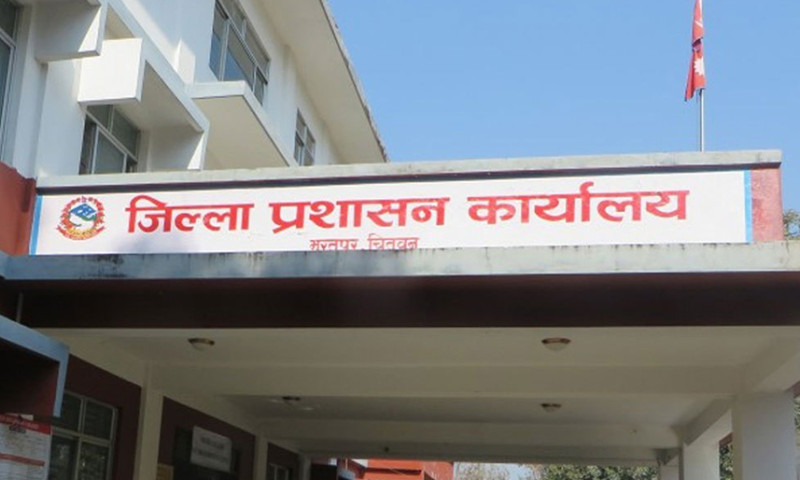 जिल्ला प्रशासन कार्यालय
भरतपुर, चितवन